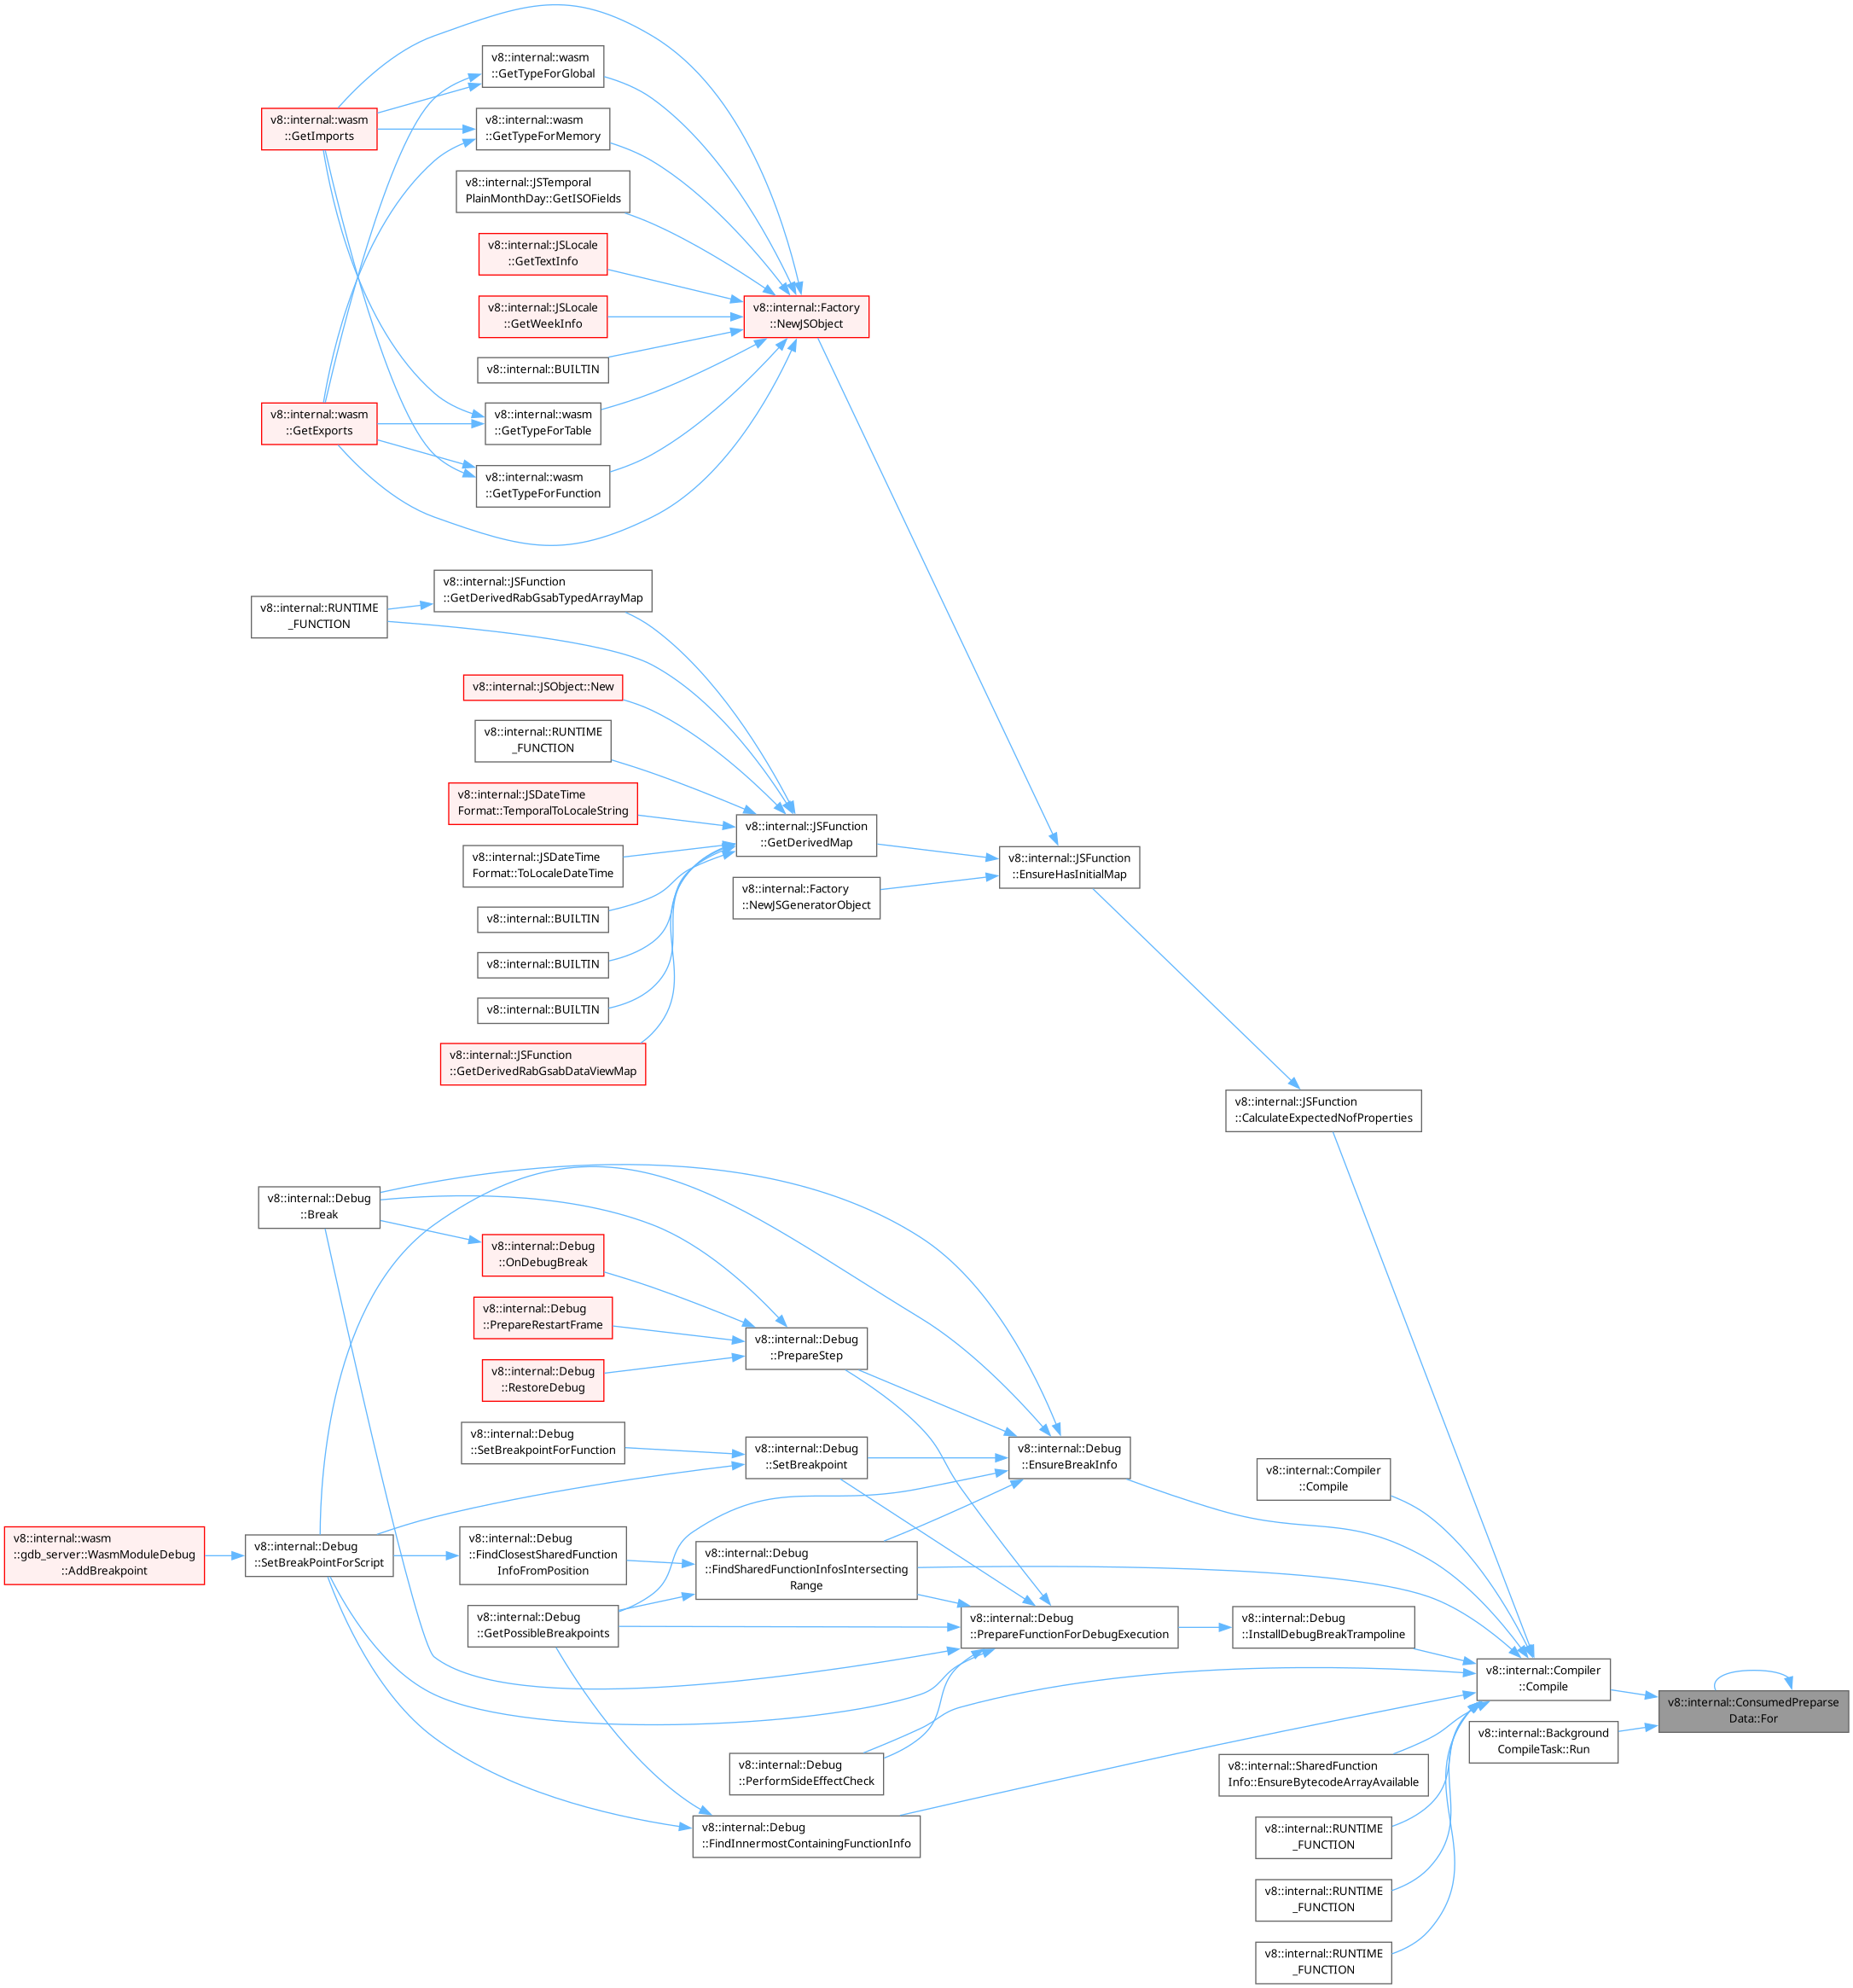 v8::internal::wasm
::GetTypeForGlobal
v8::internal::wasm
::GetImports
v8::internal::wasm
::GetTypeForMemory
v8::internal::JSTemporal
PlainMonthDay::GetISOFields
v8::internal::JSLocale
::GetTextInfo
v8::internal::JSLocale
::GetWeekInfo
v8::internal::Factory
::NewJSObject
v8::internal::BUILTIN
v8::internal::wasm
::GetExports
v8::internal::wasm
::GetTypeForTable
v8::internal::wasm
::GetTypeForFunction
v8::internal::JSFunction
::GetDerivedRabGsabTypedArrayMap
v8::internal::RUNTIME
_FUNCTION
v8::internal::JSObject::New
v8::internal::RUNTIME
_FUNCTION
v8::internal::JSDateTime
Format::TemporalToLocaleString
v8::internal::JSFunction
::GetDerivedMap
v8::internal::JSDateTime
Format::ToLocaleDateTime
v8::internal::JSFunction
::EnsureHasInitialMap
v8::internal::Factory
::NewJSGeneratorObject
v8::internal::BUILTIN
v8::internal::BUILTIN
v8::internal::BUILTIN
v8::internal::JSFunction
::GetDerivedRabGsabDataViewMap
v8::internal::JSFunction
::CalculateExpectedNofProperties
v8::internal::Debug
::Break
v8::internal::Debug
::OnDebugBreak
v8::internal::Debug
::PrepareRestartFrame
v8::internal::Debug
::PrepareStep
v8::internal::Debug
::RestoreDebug
v8::internal::Debug
::SetBreakpointForFunction
v8::internal::Debug
::SetBreakpoint
v8::internal::Debug
::EnsureBreakInfo
v8::internal::Compiler
::Compile
v8::internal::wasm
::gdb_server::WasmModuleDebug
::AddBreakpoint
v8::internal::Debug
::SetBreakPointForScript
v8::internal::Debug
::FindClosestSharedFunction
InfoFromPosition
v8::internal::Debug
::FindSharedFunctionInfosIntersecting
Range
v8::internal::Debug
::GetPossibleBreakpoints
v8::internal::Debug
::PrepareFunctionForDebugExecution
v8::internal::Debug
::InstallDebugBreakTrampoline
v8::internal::Compiler
::Compile
v8::internal::ConsumedPreparse
Data::For
v8::internal::Background
CompileTask::Run
v8::internal::Debug
::PerformSideEffectCheck
v8::internal::SharedFunction
Info::EnsureBytecodeArrayAvailable
v8::internal::Debug
::FindInnermostContainingFunctionInfo
v8::internal::RUNTIME
_FUNCTION
v8::internal::RUNTIME
_FUNCTION
v8::internal::RUNTIME
_FUNCTION